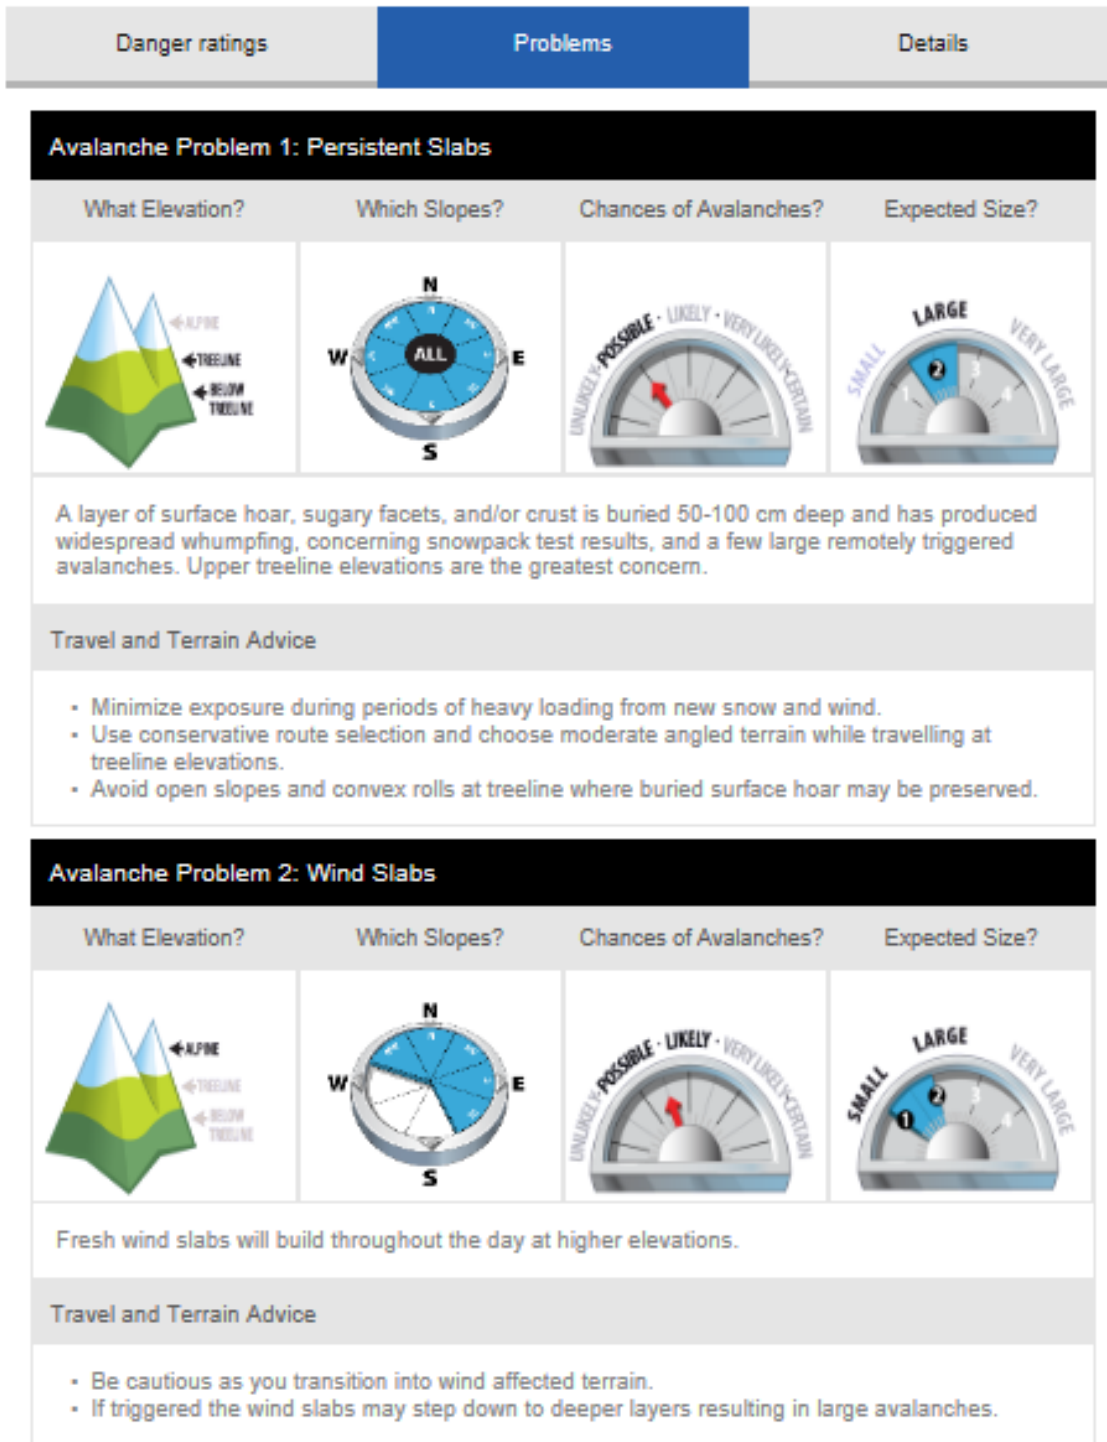 Danger ratings Problems Details
Avalanche Problem 1: Persistent Slabs
What Elevation? Which Slopes? Chances of Avalanches? Expected Size?
ALPINE
TREELINE
BELOW
TREELINE
N
W ALL E
S
UNLIKELY · POSSIBLE · LIKELY · VERY LIKELY · CERTAIN
SMALL LARGE VERY LARGE
1 2 3 4
A layer of surface hoar, sugary facets, and/or crust is buried 50-100 cm deep and has produced
widespread whumpfing, concerning snowpack test results, and a few large remotely triggered
avalanches. Upper treeline elevations are the greatest concern.
Travel and Terrain Advice
• Minimize exposure during periods of heavy loading from new snow and wind.
• Use conservative route selection and choose moderate angled terrain while travelling at
treeline elevations.
• Avoid open slopes and convex rolls at treeline where buried surface hoar may be preserved.
Avalanche Problem 2: Wind Slabs
What Elevation? Which Slopes? Chances of Avalanches? Expected Size?
ALPINE
TREELINE
BELOW
TREELINE
N
W E
S
UNLIKELY · POSSIBLE · LIKELY · VERY LIKELY · CERTAIN
SMALL LARGE VERY LARGE
1 2 3 4
Fresh wind slabs will build throughout the day at higher elevations.
Travel and Terrain Advice
• Be cautious as you transition into wind affected terrain.
• If triggered the wind slabs may step down to deeper layers resulting in large avalanches.